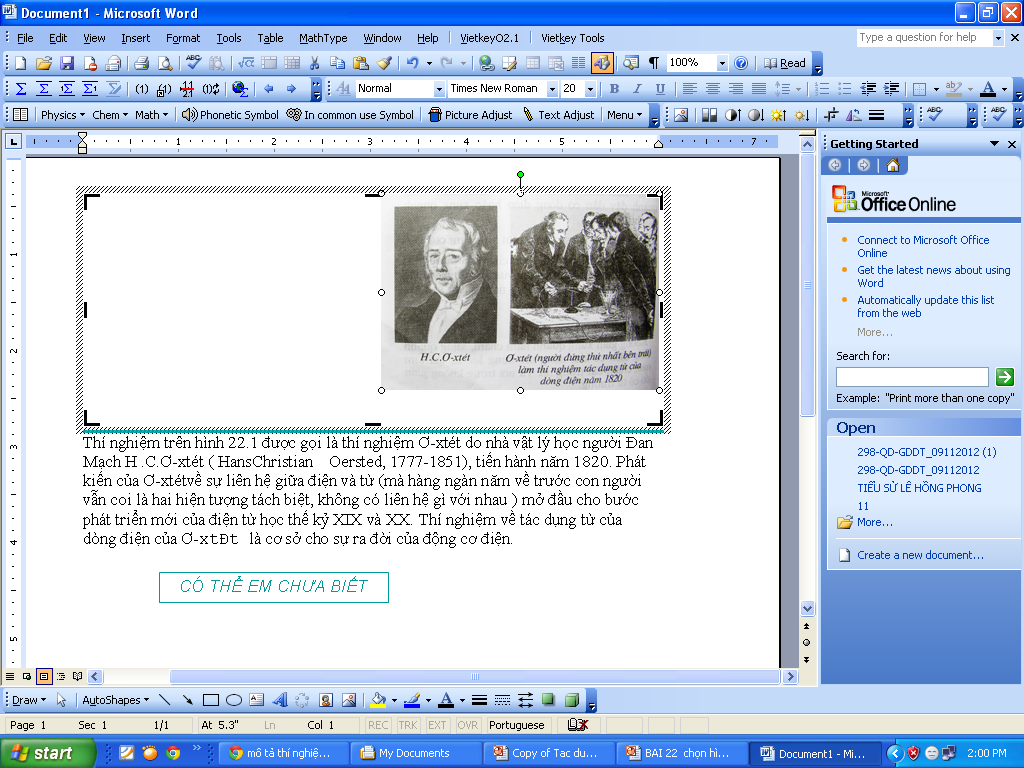 Document1 - Microsoft Word
File Edit View Insert Format Tools Table MathType Window Help VietkeyO2.1 Vietkey Tools Type a question for help
100% Read
Normal Times New Roman 20 B I U
Physics Chem Math Phonetic Symbol In common use Symbol Picture Adjust Text Adjust Menu
1 2 3 4 5 7
Getting Started
Microsoft Office Online
Connect to Microsoft Office Online
Get the latest news about using Word
Automatically update this list from the web
More...
Search for:
Example: "Print more than one copy"
Open
298-QD-GDDT_09112012 (1)
298-QD-GDDT_09112012
TIỂU SỬ LÊ HỒNG PHONG
11
More...
Create a new document...
H.C.Ơ-xtét
Ơ-xtét (người đứng thứ nhất bên trái)
làm thí nghiệm tác dụng từ của
dòng điện năm 1820
Thí nghiệm trên hình 22.1 được gọi là thí nghiệm Ơ-xtét do nhà vật lý học người Đan
Mạch H .C.Ơ-xtét ( HansChristian Oersted, 1777-1851), tiến hành năm 1820. Phát
kiến của Ơ-xtétvề sự liên hệ giữa điện và từ (mà hàng ngàn năm về trước con người
vẫn coi là hai hiện tượng tách biệt, không có liên hệ gì với nhau ) mở đầu cho bước
phát triển mới của điện từ học thế kỷ XIX và XX. Thí nghiệm về tác dụng từ của
dòng điện của Ơ-xtĐt là cơ sở cho sự ra đời của động cơ điện.
CÓ THỂ EM CHƯA BIẾT
Draw AutoShapes
Page 1 Sec 1 1/1 At 5.3" Ln Col 1 REC TRK EXT OVR Portuguese
start mô tả thí nghiệ... My Documents Copy of Tac du... BAI 22 chọn hì... Document1 - Mi... 2:00 PM